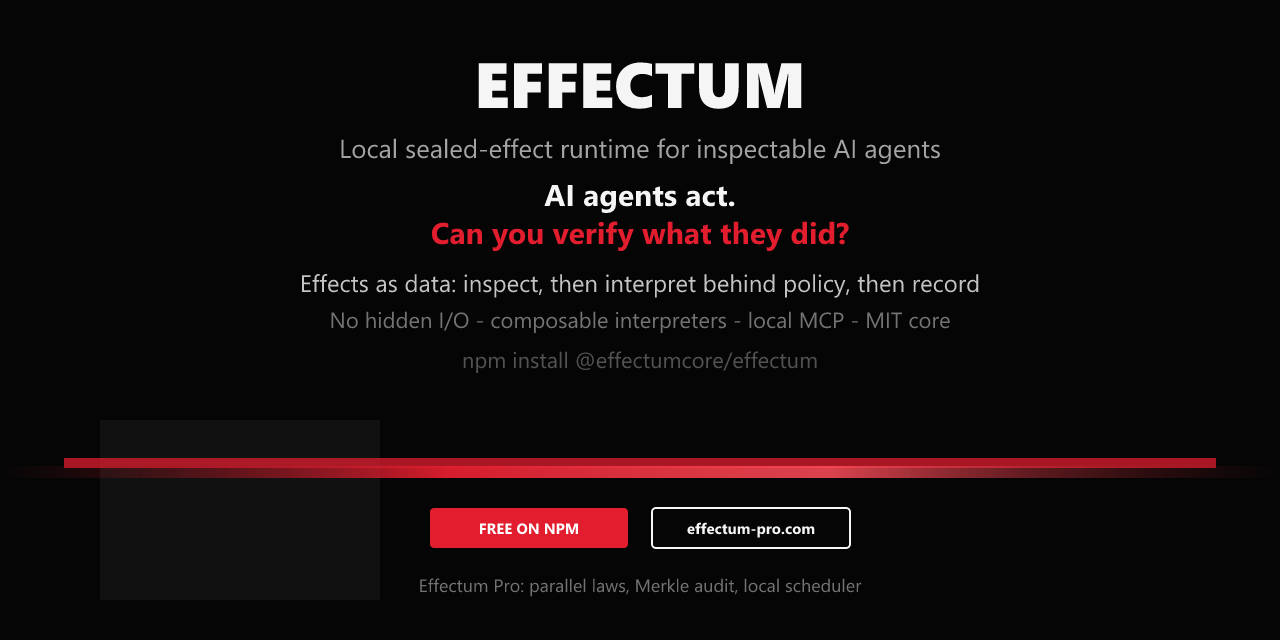 EFFECTUM
Local sealed-effect runtime for inspectable AI agents
AI agents act.
Can you verify what they did?
Effects as data: inspect, then interpret behind policy, then record
No hidden I/O - composable interpreters - local MCP - MIT core
npm install @effectumcore/effectum
FREE ON NPM
effectum-pro.com
Effectum Pro: parallel laws, Merkle audit, local scheduler